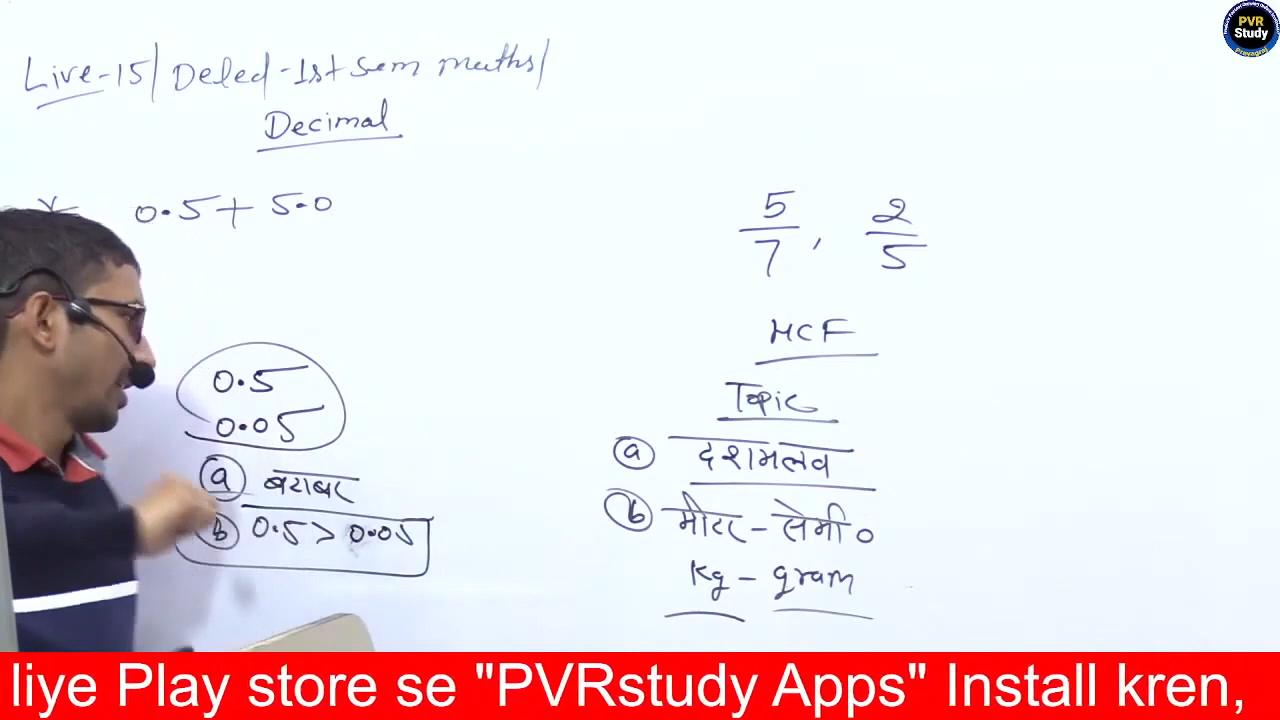 Live-15/Deled-1st Sem maths/
Decimal
0.5 + 5.0
0.5
0.05
(a) बराबर
(b) 0.5 > 0.05
5/7, 2/5
HCF
Topic
(a) दशमलव
(b) मीटर - सेमी०
Kg - gram
PVR
Study
Prayagraj
liye Play store se "PVRstudy Apps" Install kren,